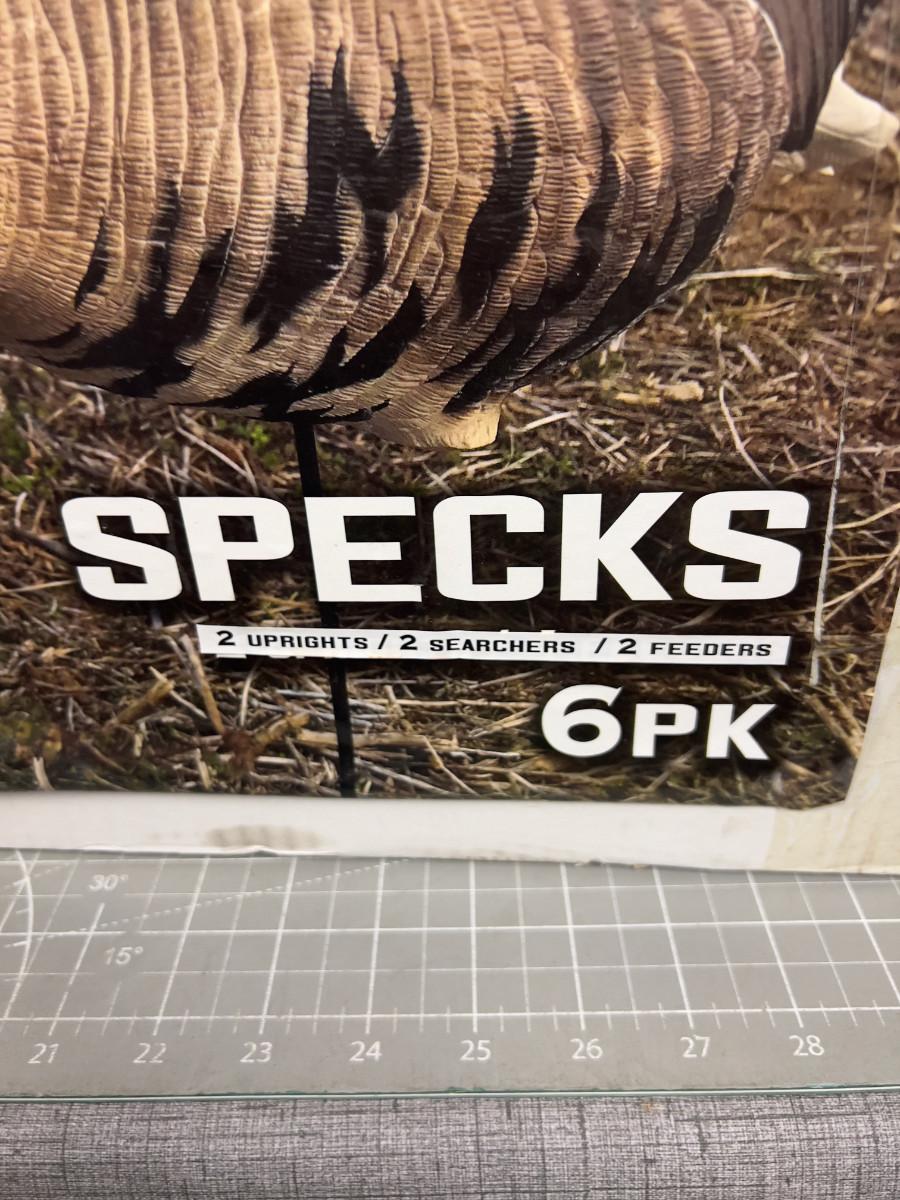 SPECKS
2 UPRIGHTS / 2 SEARCHERS / 2 FEEDERS
6PK
30°
15°
21 22 23 24 25 26 27 28